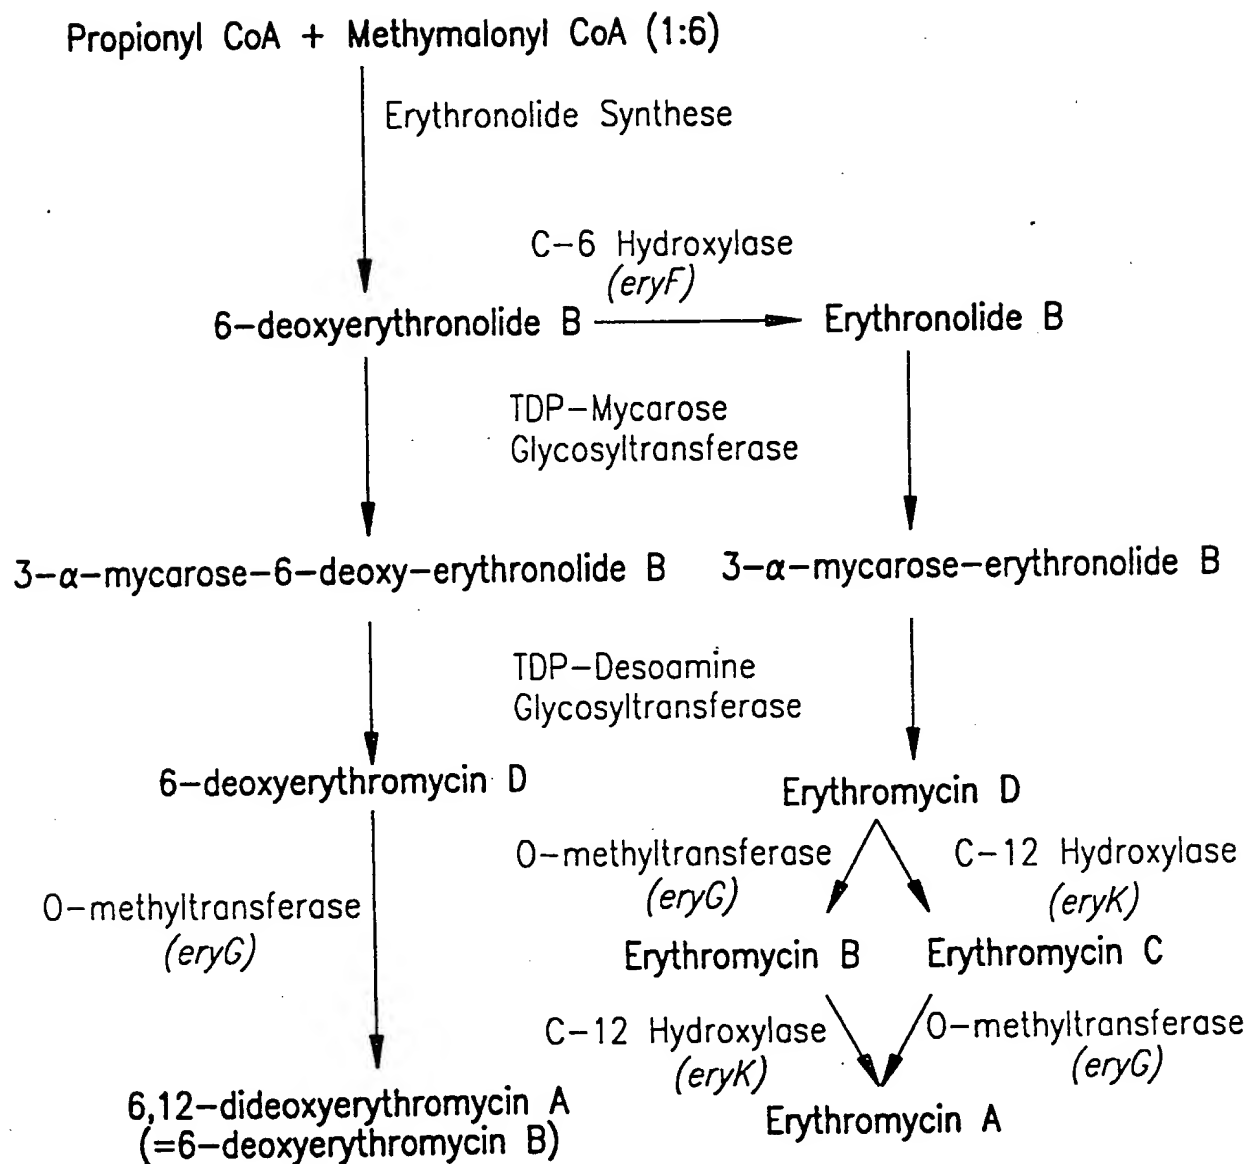 Propionyl CoA + Methymalonyl CoA (1:6)
Erythronolide Synthese
C-6 Hydroxylase
(eryF)
6-deoxyerythronolide B
Erythronolide B
TDP-Mycarose
Glycosyltransferase
3-α-mycarose-6-deoxy-erythronolide B
3-α-mycarose-erythronolide B
TDP-Desoamine
Glycosyltransferase
6-deoxyerythromycin D
Erythromycin D
O-methyltransferase
(eryG)
C-12 Hydroxylase
(eryK)
O-methyltransferase
(eryG)
Erythromycin B
Erythromycin C
C-12 Hydroxylase
(eryK)
O-methyltransferase
(eryG)
6,12-dideoxyerythromycin A
(=6-deoxyerythromycin B)
Erythromycin A